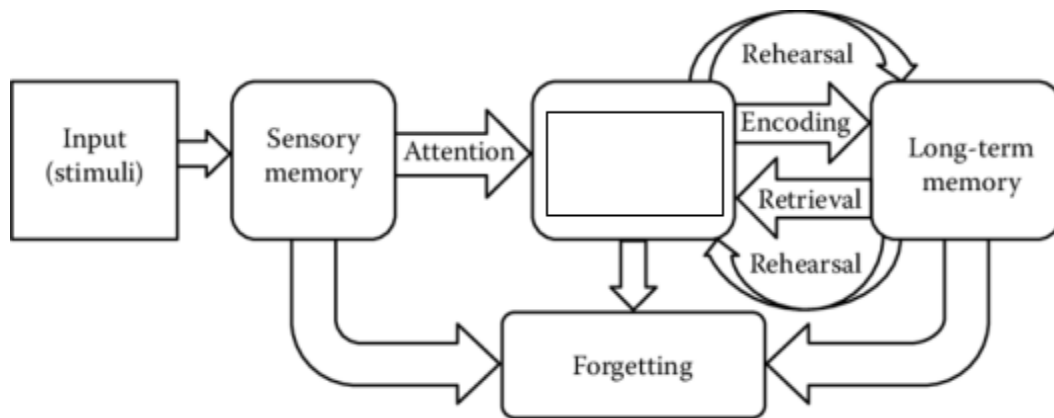 Input
(stimuli)
Sensory
memory
Attention
Rehearsal
Encoding
Retrieval
Rehearsal
Long-term
memory
Forgetting